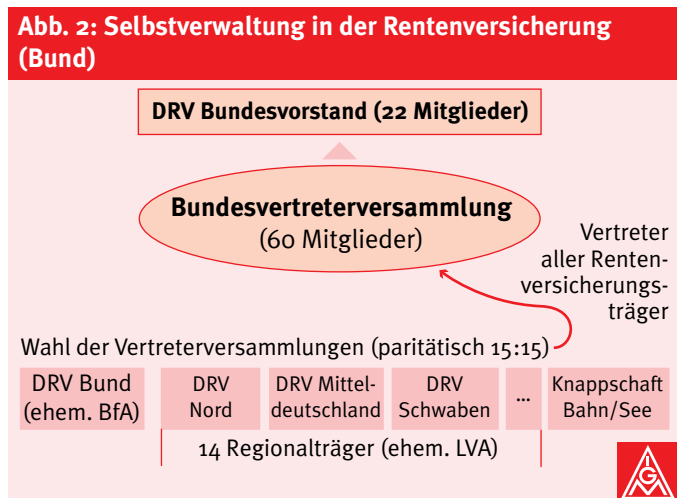 Abb. 2: Selbstverwaltung in der Rentenversicherung
(Bund)
DRV Bundesvorstand (22 Mitglieder)
Bundesvertreterversammlung
(60 Mitglieder)
Vertreter
aller Renten-
versicherungs-
träger
Wahl der Vertreterversammlungen (paritätisch 15:15)
DRV Bund
(ehem. BfA)
DRV
Nord
DRV Mittel-
deutschland
DRV
Schwaben
...
Knappschaft
Bahn/See
14 Regionalträger (ehem. LVA)
IGM